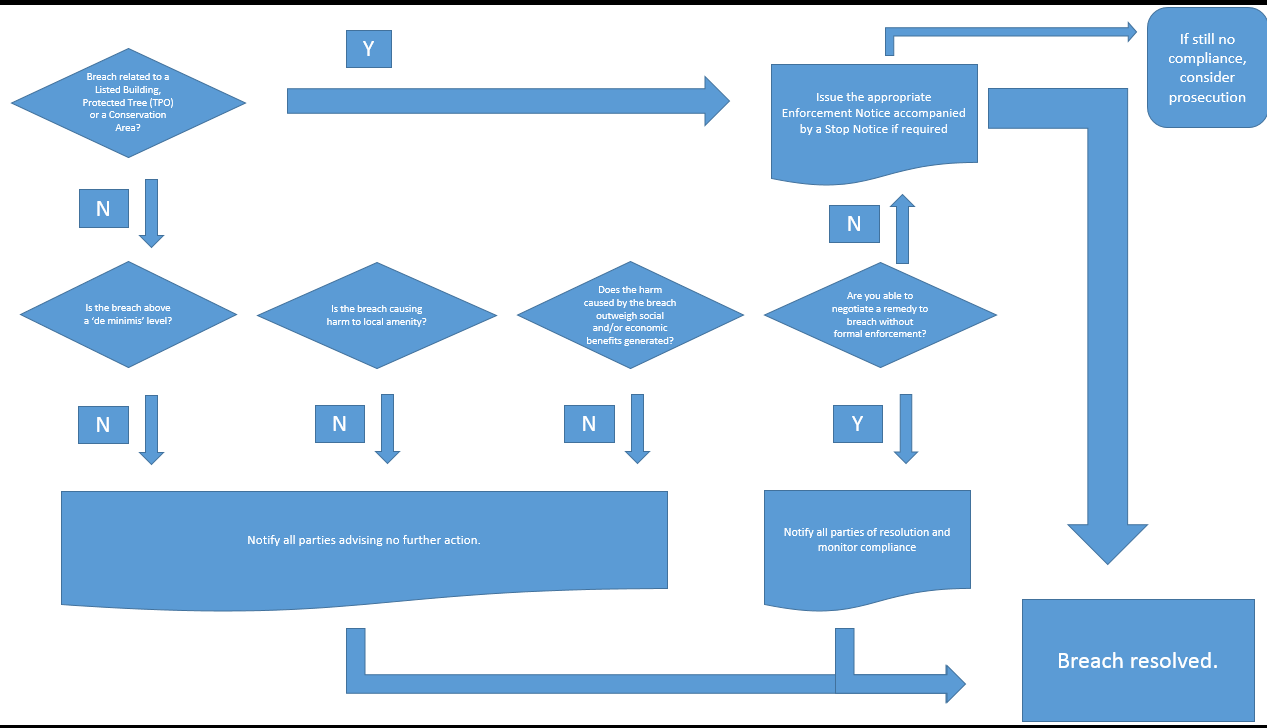 Breach related to a
Listed Building,
Protected Tree (TPO)
or a Conservation
Area?
Y
Issue the appropriate
Enforcement Notice accompanied
by a Stop Notice if required
If still no
compliance,
consider
prosecution
N
N
Is the breach above
a ‘de minimis’ level?
Is the breach causing
harm to local amenity?
Does the harm
caused by the breach
outweigh social
and/or economic
benefits generated?
Are you able to
negotiate a remedy to
breach without
formal enforcement?
N
N
N
Y
Notify all parties advising no further action.
Notify all parties of resolution and
monitor compliance
Breach resolved.